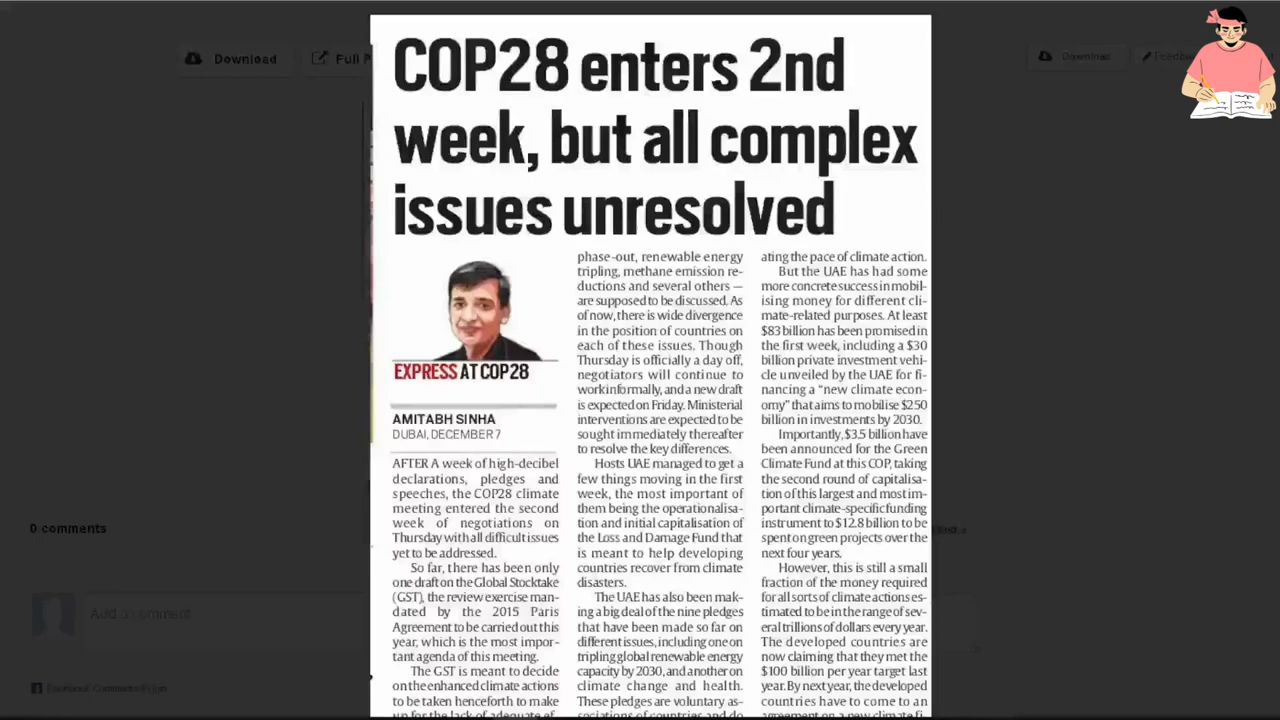 Download
Full P
Download
COP28 enters 2nd
week, but all complex
issues unresolved
EXPRESS AT COP28
AMITABH SINHA
DUBAI, DECEMBER 7
AFTER A week of high-decibel
declarations, pledges and
speeches, the COP28 climate
meeting entered the second
week of negotiations on
Thursday with all difficult issues
yet to be addressed.
So far, there has been only
one draft on the Global Stocktake
(GST), the review exercise man-
dated by the 2015 Paris
Agreement to be carried out this
year, which is the most impor-
tant agenda of this meeting.
The GST is meant to decide
on the enhanced climate actions
to be taken henceforth to make
up for the lack of adequate ef-
phase-out, renewable energy
tripling, methane emission re-
ductions and several others —
are supposed to be discussed. As
of now, there is wide divergence
in the position of countries on
each of these issues. Though
Thursday is officially a day off,
negotiators will continue to
work informally, and a new draft
is expected on Friday. Ministerial
interventions are expected to be
sought immediately thereafter
to resolve the key differences.
Hosts UAE managed to get a
few things moving in the first
week, the most important of
them being the operationalisa-
tion and initial capitalisation of
the Loss and Damage Fund that
is meant to help developing
countries recover from climate
disasters.
The UAE has also been mak-
ing a big deal of the nine pledges
that have been made so far on
different issues, including one on
tripling global renewable energy
capacity by 2030, and another on
climate change and health.
These pledges are voluntary as-
sociations of countries and do
ating the pace of climate action.
But the UAE has had some
more concrete success in mobil-
ising money for different cli-
mate-related purposes. At least
$83 billion has been promised in
the first week, including a $30
billion private investment vehi-
cle unveiled by the UAE for fi-
nancing a “new climate econ-
omy” that aims to mobilise $250
billion in investments by 2030.
Importantly, $3.5 billion have
been announced for the Green
Climate Fund at this COP, taking
the second round of capitalisa-
tion of this largest and most im-
portant climate-specific funding
instrument to $12.8 billion to be
spent on green projects over the
next four years.
However, this is still a small
fraction of the money required
for all sorts of climate actions es-
timated to be in the range of sev-
eral trillions of dollars every year.
The developed countries are
now claiming that they met the
$100 billion per year target last
year. By next year, the developed
countries have to come to an
agreement on a new climate fi-
0 comments
Add a comment